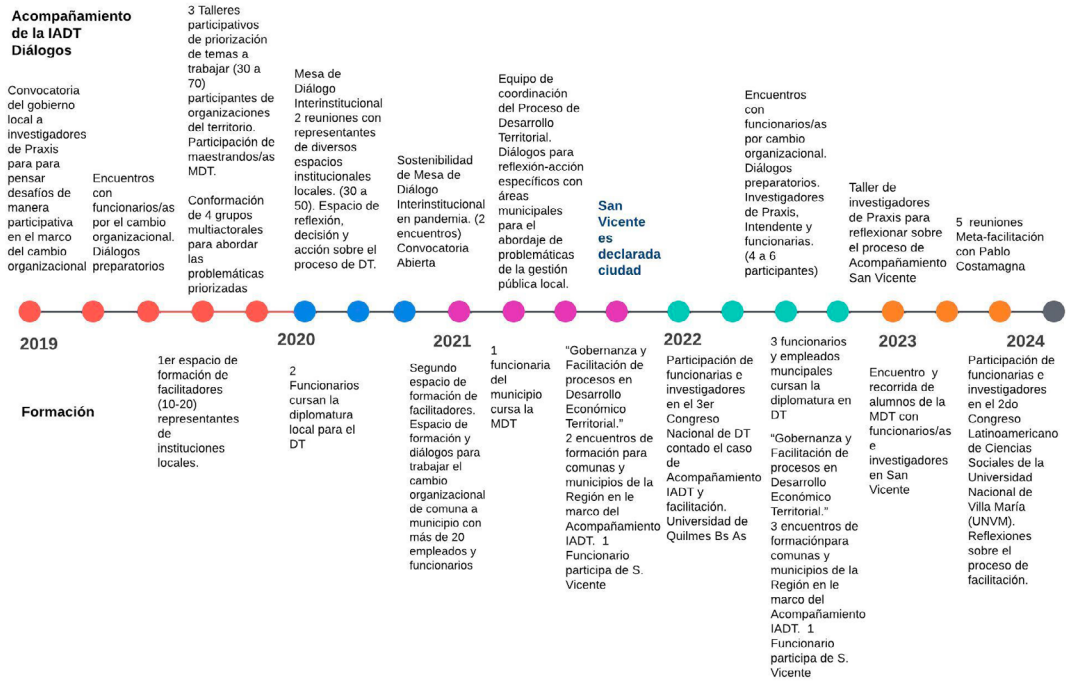 Acompañamiento
de la IADT
Diálogos
Convocatoria
del gobierno
local a
investigadores
de Praxis
para para
pensar
desafíos de
manera
participativa
en el marco
del cambio
organizacional
Encuentros
con
funcionarios/as
por el cambio
organizacional.
Diálogos
preparatorios
3 Talleres
participativos
de priorización
de temas a
trabajar (30 a
70)
participantes de
organizaciones
del territorio.
Participación de
maestrandos/as
MDT.
Conformación
de 4 grupos
multiactorales
para abordar
las
problemáticas
priorizadas
Mesa de
Diálogo
Interinstitucional
2 reuniones con
representantes
de diversos
espacios
institucionales
locales. (30 a
50). Espacio de
reflexión,
decisión y
acción sobre el
proceso de DT.
Sostenibilidad
de Mesa de
Diálogo
Interinstitucional
en pandemia. (2
encuentros)
Convocatoria
Abierta
Equipo de
coordinación
del Proceso de
Desarrollo
Territorial.
Diálogos para
reflexión-acción
específicos con
áreas
municipales
para el
abordaje de
problemáticas
de la gestión
pública local.
San
Vicente
es
declarada
ciudad
Encuentros
con
funcionarios/as
por cambio
organizacional.
Diálogos
preparatorios.
Investigadores
de Praxis,
Intendente y
funcionarias.
(4 a 6
participantes)
Taller de
investigadores
de Praxis para
reflexionar sobre
el proceso de
Acompañamiento
San Vicente
5 reuniones
Meta-facilitación
con Pablo
Costamagna
2019
2020
2021
2022
2023
2024
Formación
1er espacio de
formación de
facilitadores
(10-20)
representantes
de
instituciones
locales.
2
Funcionarios
cursan la
diplomatura
local para el
DT
Segundo
espacio de
formación de
facilitadores.
Espacio de
formación y
diálogos para
trabajar el
cambio
organizacional
de comuna a
municipio con
más de 20
empleados y
funcionarios
1
funcionaria
del
municipio
cursa la
MDT
“Gobernanza y
Facilitación de
procesos en
Desarrollo
Económico
Territorial.”
2 encuentros de
formación para
comunas y
municipios de la
Región en le
marco del
Acompañamiento
IADT. 1
Funcionario
participa de S.
Vicente
Participación de
funcionarias e
investigadores
en el 3er
Congreso
Nacional de DT
contado el caso
de
Acompañamiento
IADT y
facilitación.
Universidad de
Quilmes Bs As
3 funcionarios
y empleados
muncipales
cursan la
diplomatura en
DT
“Gobernanza y
Facilitación de
procesos en
Desarrollo
Económico
Territorial.”
3 encuentros de
formaciónpara
comunas y
municipios de la
Región en le
marco del
Acompañamiento
IADT. 1
Funcionario
participa de S.
Vicente
Encuentro y
recorrida de
alumnos de la
MDT con
funcionarios/as
e
investigadores
en San
Vicente
Participación de
funcionarias e
investigadores
en el 2do
Congreso
Latinoamericano
de Ciencias
Sociales de la
Universidad
Nacional de
Villa María
(UNVM).
Reflexiones
sobre el
proceso de
facilitación.